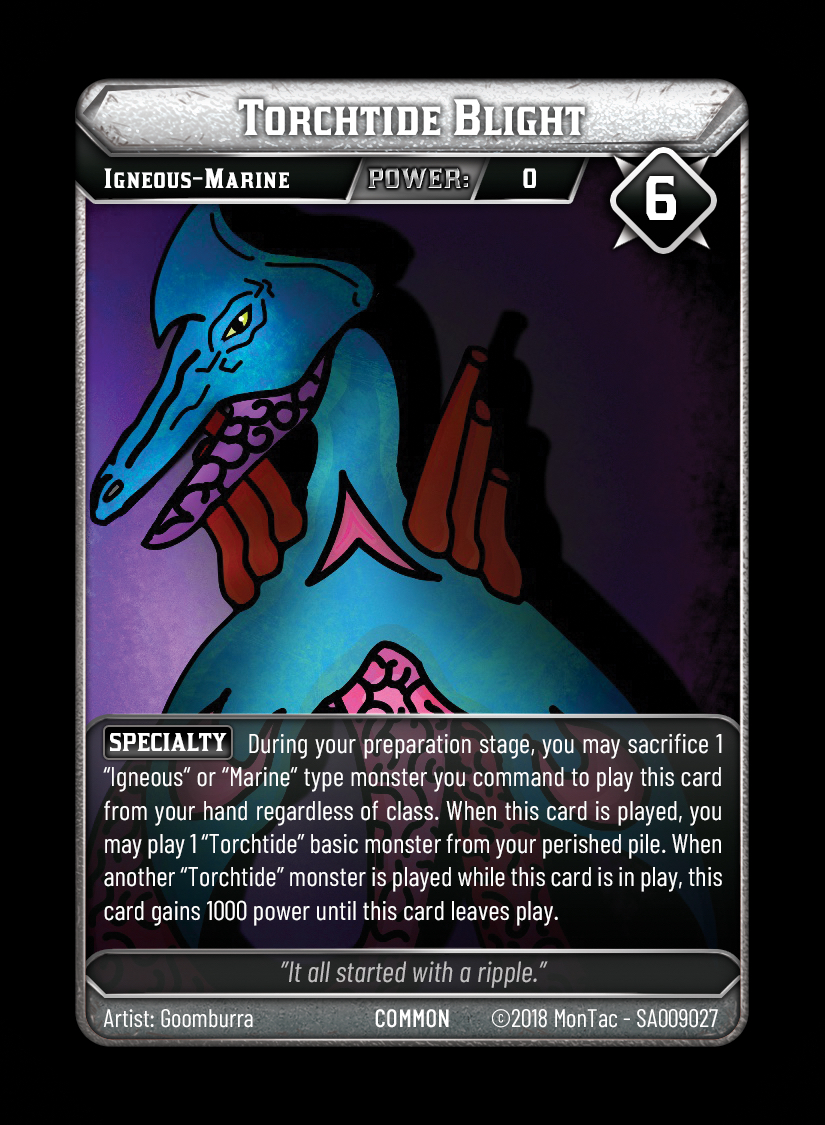 Torchtide Blight
Igneous-Marine POWER: 0
6
SPECIALTY During your preparation stage, you may sacrifice 1
“Igneous” or “Marine” type monster you command to play this card
from your hand regardless of class. When this card is played, you
may play 1 “Torchtide” basic monster from your perished pile. When
another “Torchtide” monster is played while this card is in play, this
card gains 1000 power until this card leaves play.
“It all started with a ripple.”
Artist: Goomburra COMMON ©2018 MonTac - SA009027